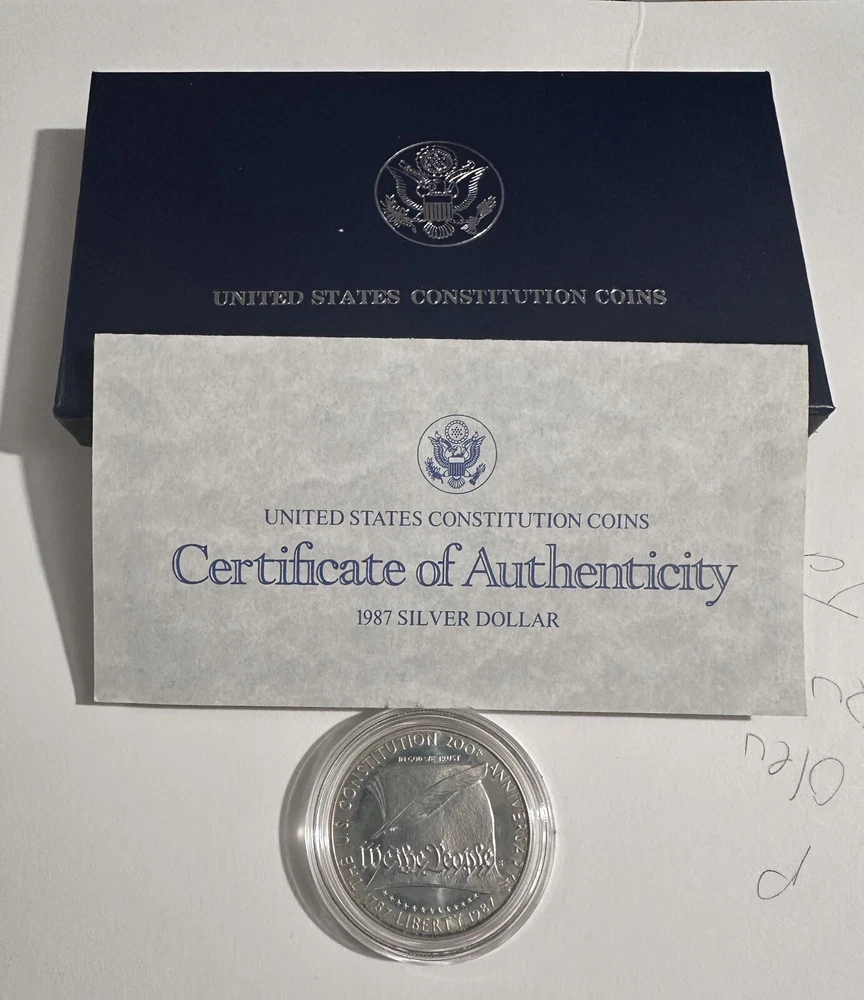 UNITED STATES CONSTITUTION COINS
UNITED STATES CONSTITUTION COINS
Certificate of Authenticity
1987 SILVER DOLLAR
THE U.S. CONSTITUTION 200th ANNIVERSARY
IN GOD WE TRUST
We the People
1787 LIBERTY 1987